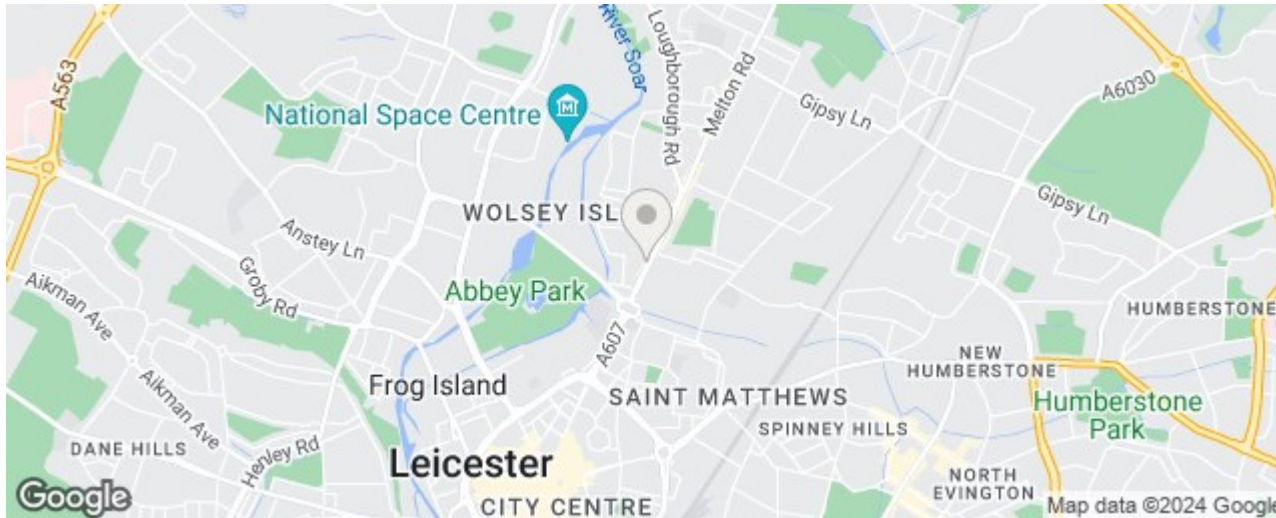 A563
River Soar
Loughborough Rd
Melton Rd
A6030
National Space Centre
Gipsy Ln
WOLSEY ISL
Gipsy Ln
Anstey Ln
Groby Rd
Aikman Ave
Abbey Park
HUMBERSTONE
A607
NEW
HUMBERSTONE
Frog Island
SAINT MATTHEWS
Aikman Ave
Humberstone
Park
SPINNEY HILLS
DANE HILLS
Henley Rd
Leicester
NORTH
EVINGTON
CITY CENTRE
Google
Map data ©2024 Google